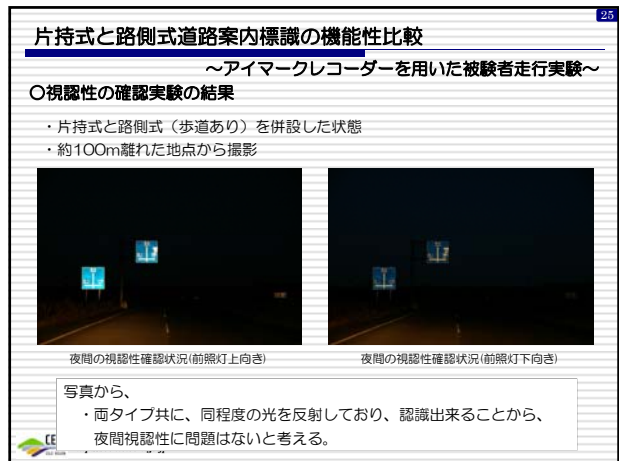 25
片持式と路側式道路案内標識の機能性比較
～アイマークレコーダーを用いた被験者走行実験～
〇視認性の確認実験の結果
・片持式と路側式（歩道あり）を併設した状態
・約100m離れた地点から撮影
夜間の視認性確認状況(前照灯上向き)
夜間の視認性確認状況(前照灯下向き)
写真から、
・両タイプ共に、同程度の光を反射しており、認識出来ることから、
夜間視認性に問題はないと考える。